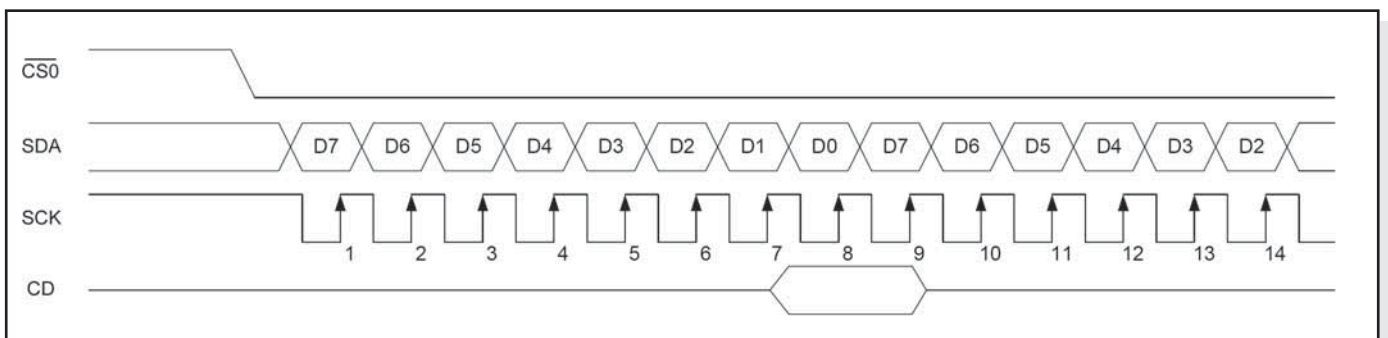 CS0
SDA D7 D6 D5 D4 D3 D2 D1 D0 D7 D6 D5 D4 D3 D2
SCK
1 2 3 4 5 6 7 8 9 10 11 12 13 14
CD